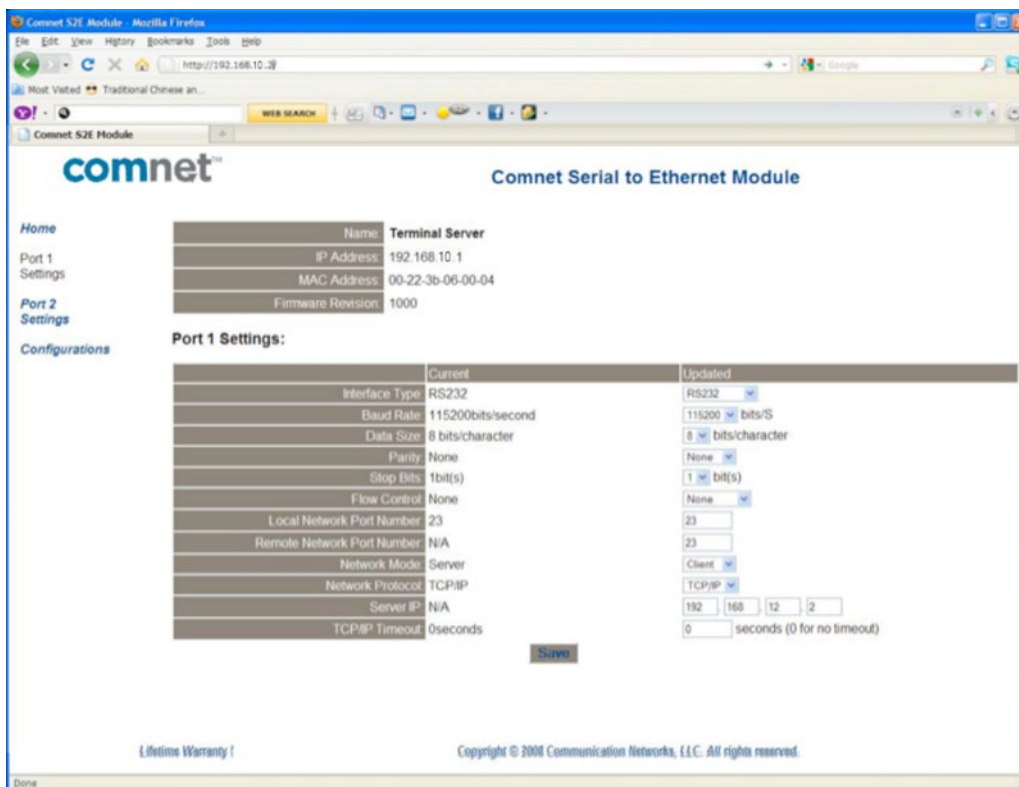 Comnet S2E Module - Mozilla Firefox
File Edit View History Bookmarks Tools Help
Google
Most Visited Traditional Chinese an...
Y! WEB SEARCH
Comnet S2E Module
comnet™
Comnet Serial to Ethernet Module
Home
Port 1
Settings
Port 2
Settings
Configurations
Name: Terminal Server
IP Address: 192.168.10.1
MAC Address: 00-22-3b-06-00-04
Firmware Revision: 1000
Port 1 Settings:
Current Updated
Interface Type: RS232 RS232
Baud Rate: 115200bits/second 115200 bits/S
Data Size: 8 bits/character 8 bits/character
Parity: None None
Stop Bits: 1bit(s) 1 bit(s)
Flow Control: None None
Local Network Port Number: 23 23
Remote Network Port Number: N/A 23
Network Mode: Server Client
Network Protocol: TCP/IP TCP/IP
Server IP: N/A 192 . 168 . 12 . 2
TCP/IP Timeout: 0seconds 0 seconds (0 for no timeout)
Save
Lifetime Warranty !
Copyright © 2008 Communication Networks, LLC. All rights reserved.
Done